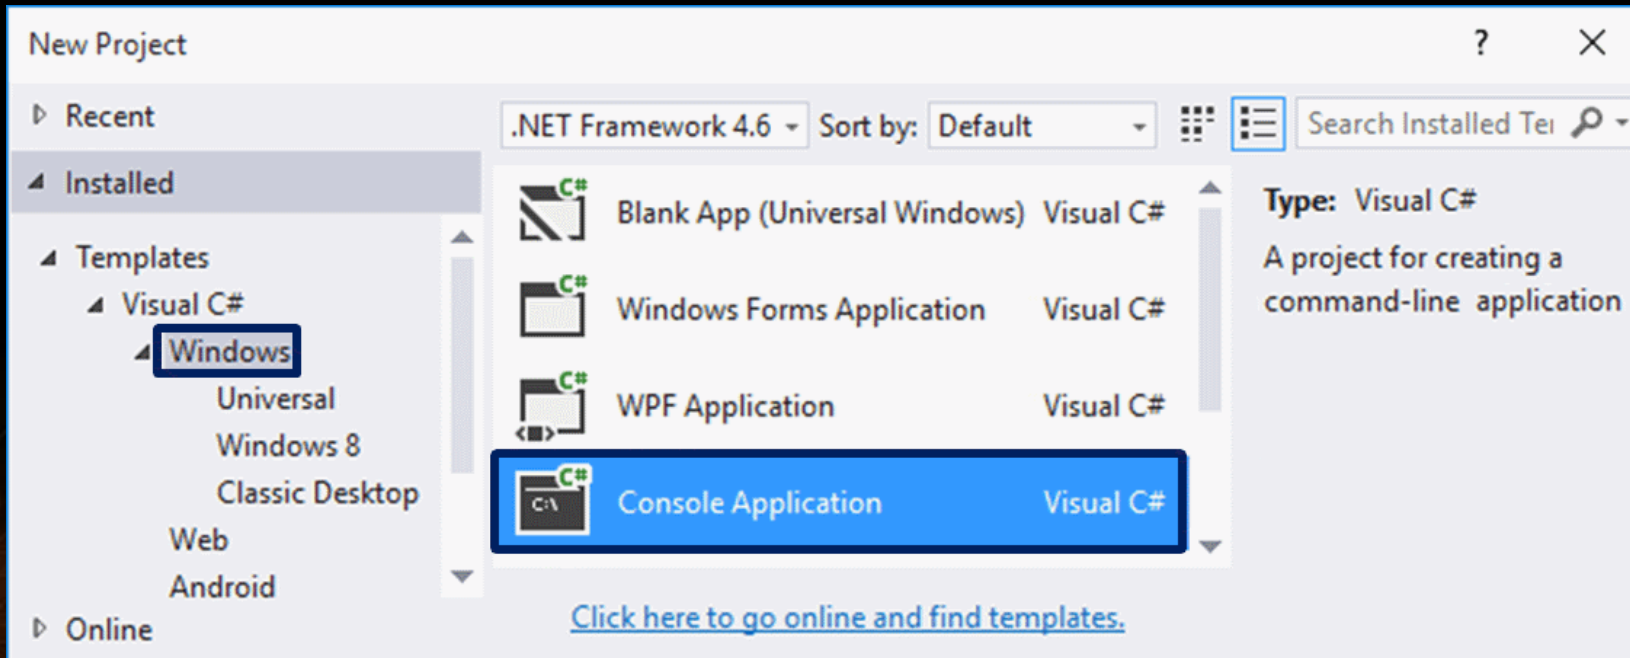 New Project
?
Recent
.NET Framework 4.6
Sort by:
Default
Installed
Templates
Visual C#
Windows
Universal
Windows 8
Classic Desktop
Web
Android
Online
C# Blank App (Universal Windows) Visual C#
C# Windows Forms Application Visual C#
C# WPF Application Visual C#
C# C:\ Console Application Visual C#
Click here to go online and find templates.
Search Installed
Type: Visual C#
A project for creating a
command-line application